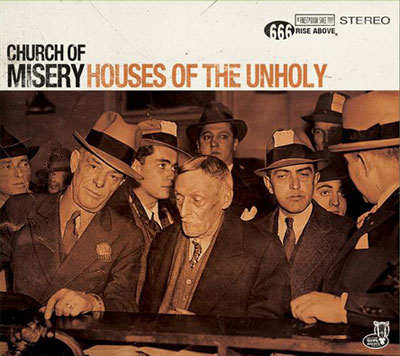 666
RISE ABOVE
STEREO
CHURCH OF
MISERY HOUSES OF THE UNHOLY